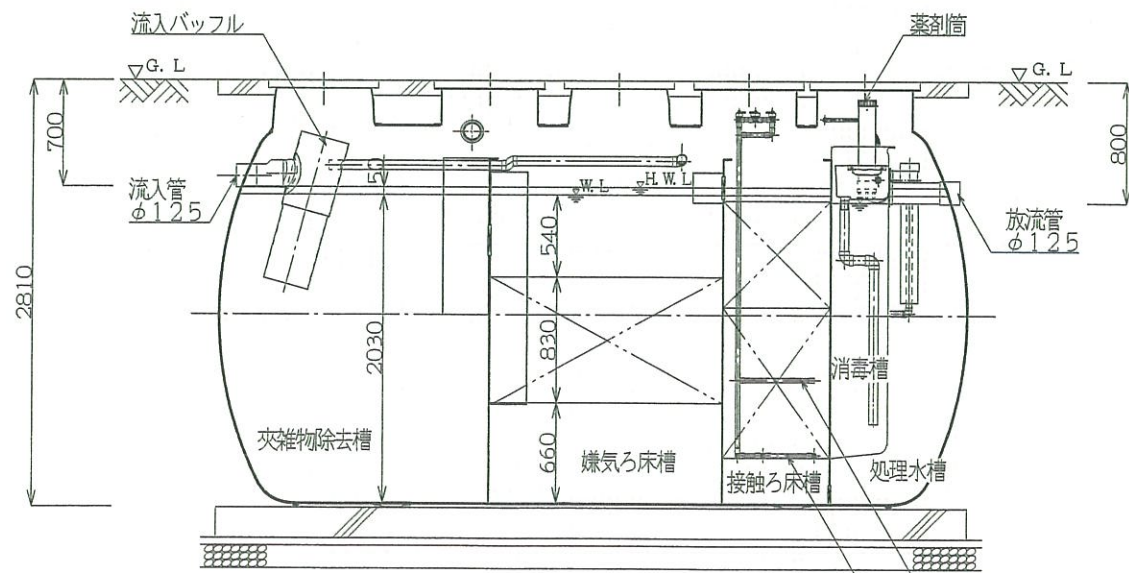 流入バッフル
薬剤筒
G. L
G. L
700
800
流入管
φ125
50
W. L
H. W. L
放流管
φ125
2810
540
2030
830
消毒槽
夾雑物除去槽
660
嫌気ろ床槽
接触ろ床槽
処理水槽